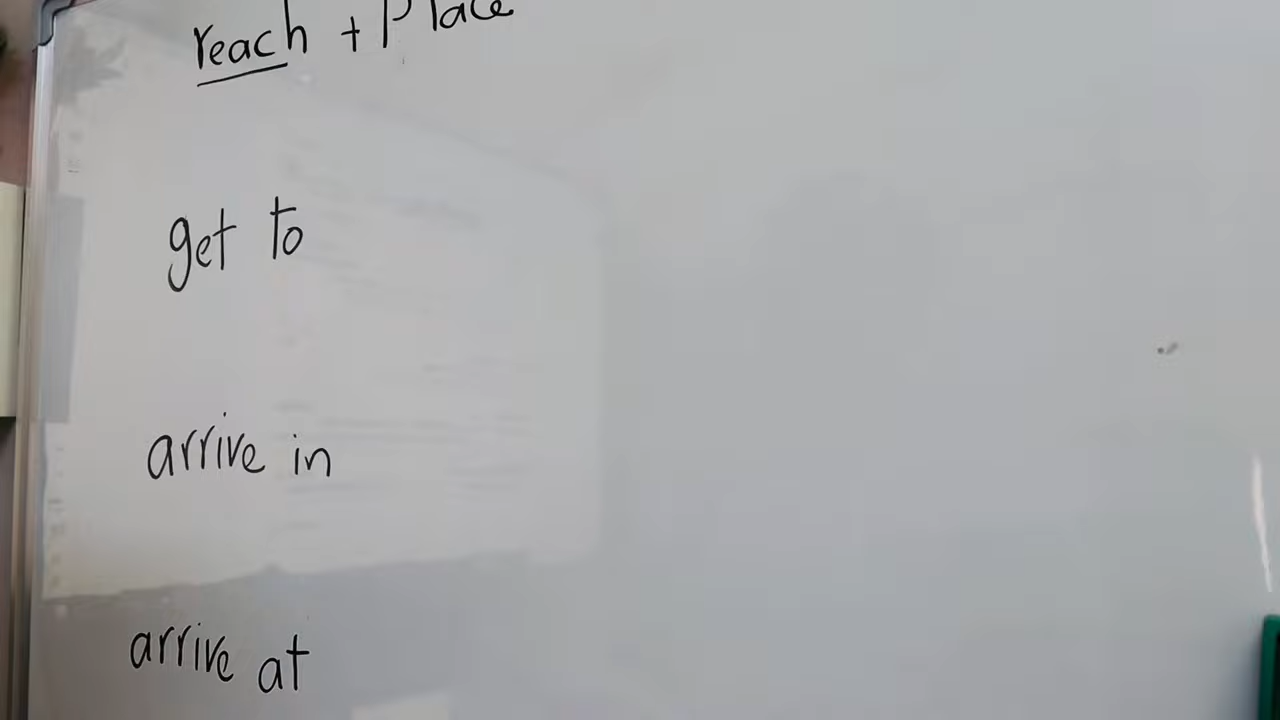 reach + Place
get to
arrive in
arrive at